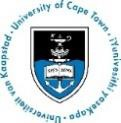 University of Cape Town · iYunivesithi yaseKapa · Universiteit van Kaapstad ·